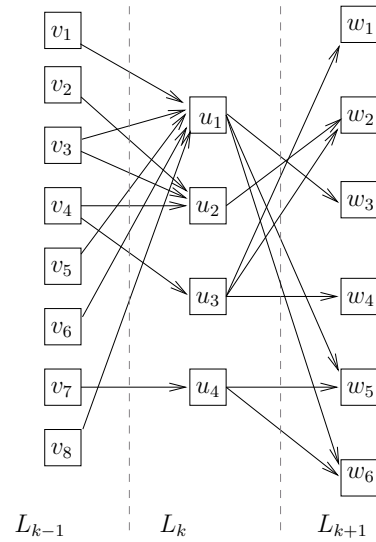 v₁
v₂
v₃
v₄
v₅
v₆
v₇
v₈
u₁
u₂
u₃
u₄
w₁
w₂
w₃
w₄
w₅
w₆
Lₖ₋₁ Lₖ Lₖ₊₁